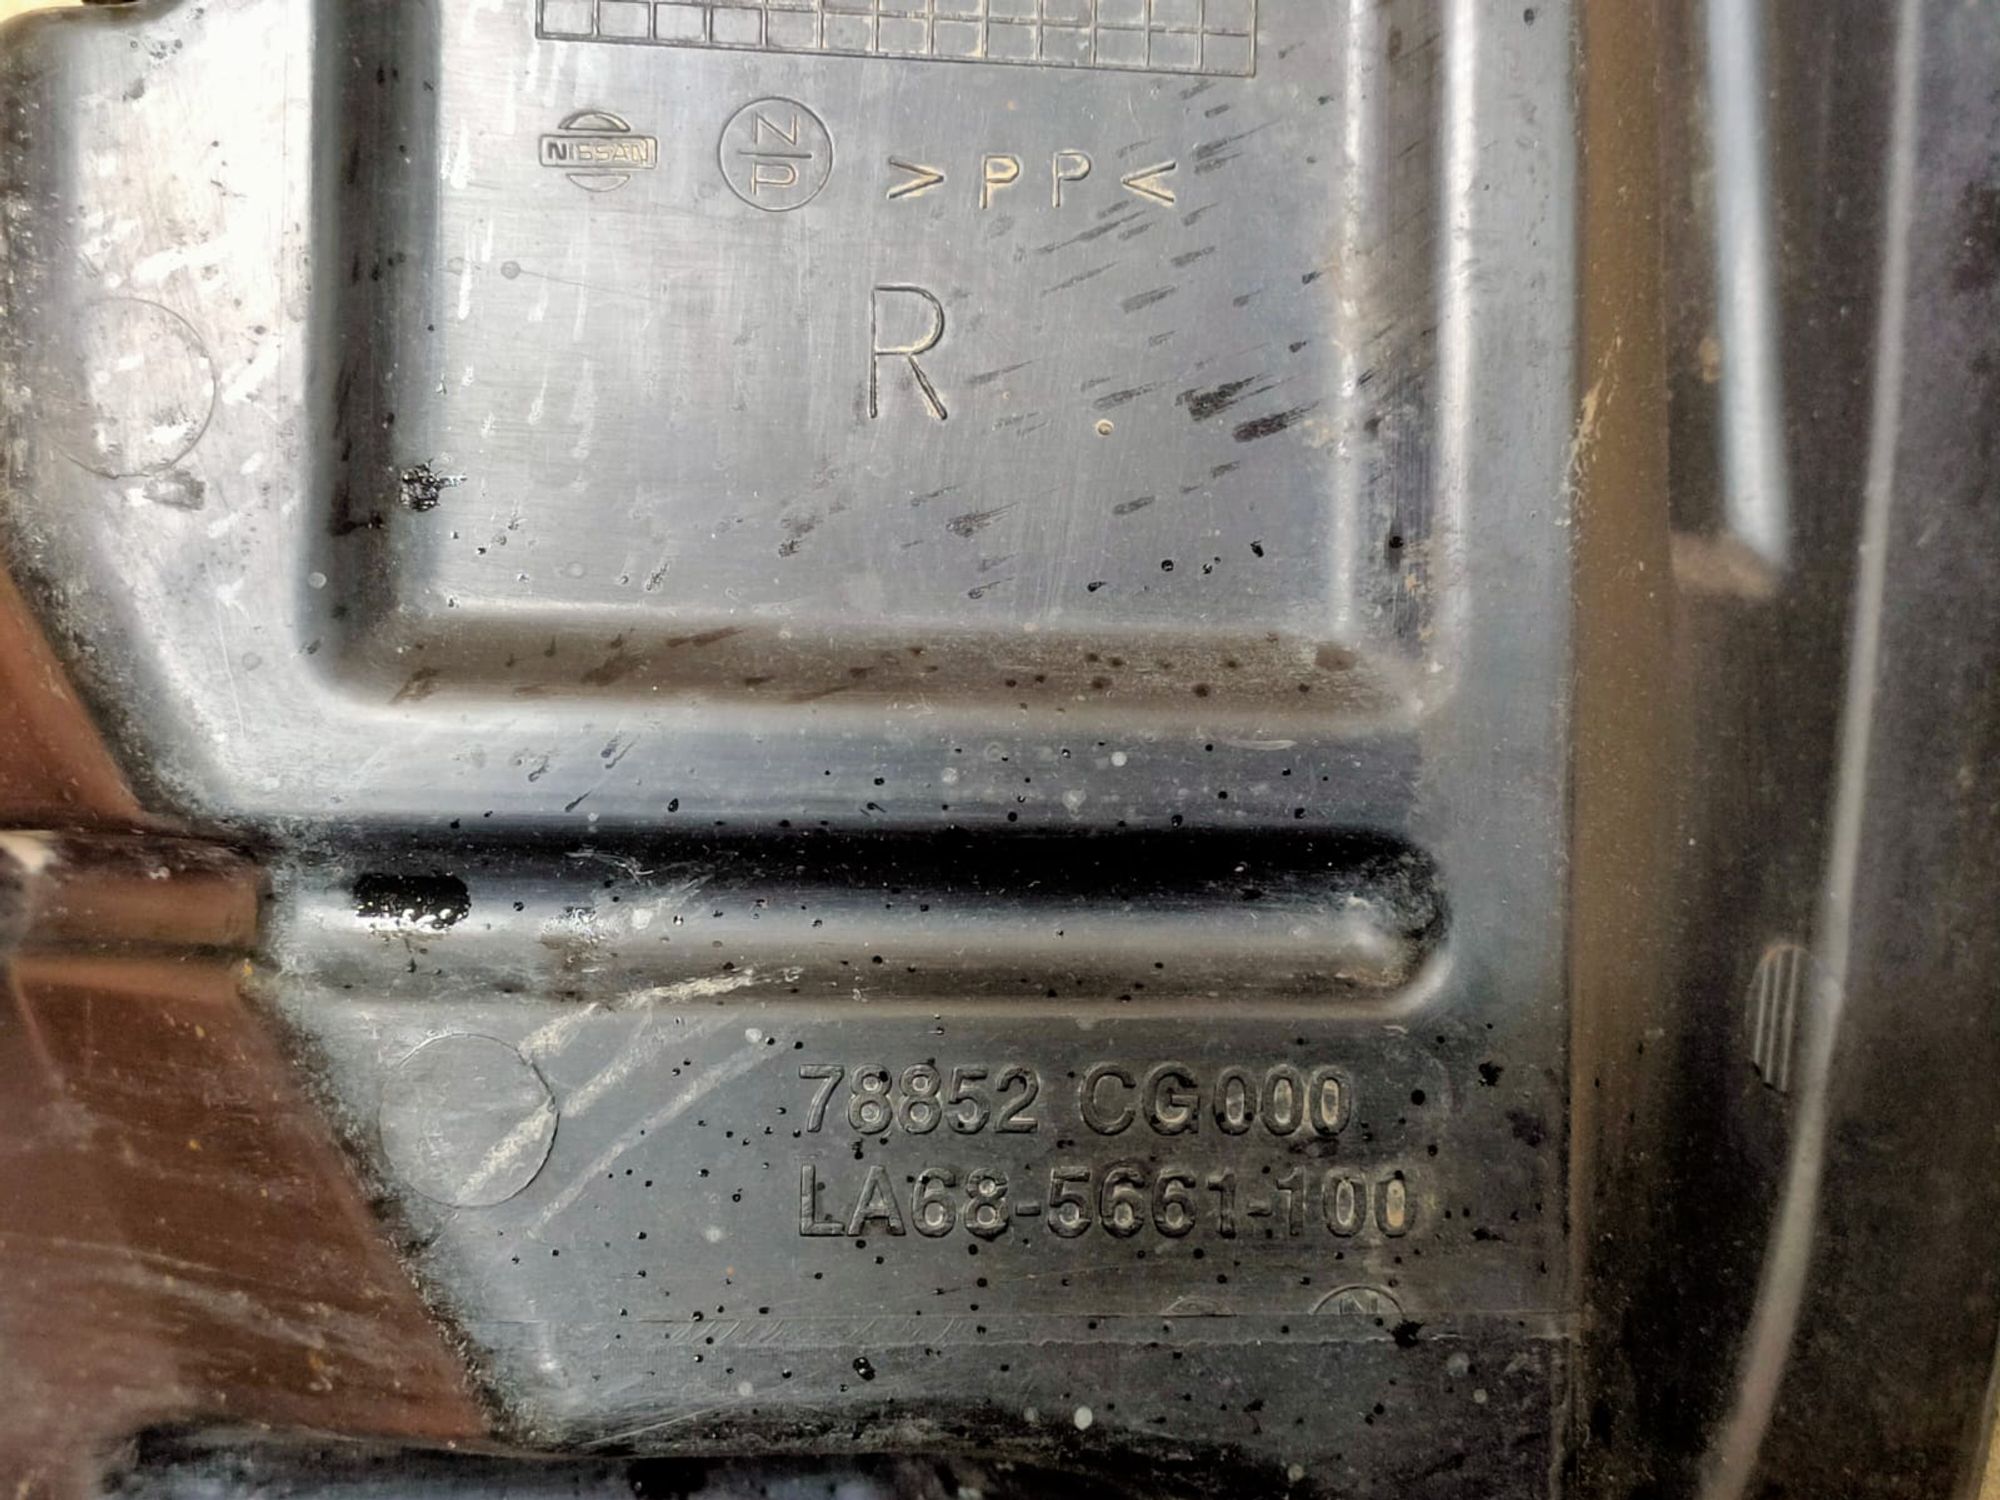 NISSAN
N
P
>PP<
R
78852 CG000
LA68-5661-100
N